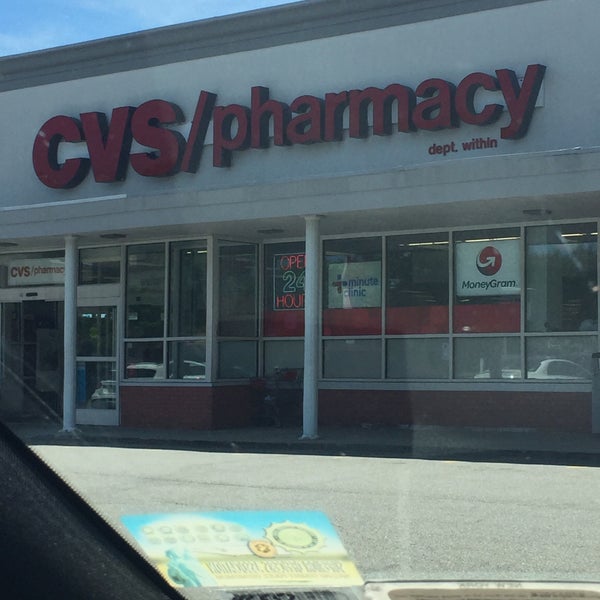 CVS/pharmacy
dept. within
CVS/pharmacy
OPEN
24
HOURS
minute
clinic
MoneyGram